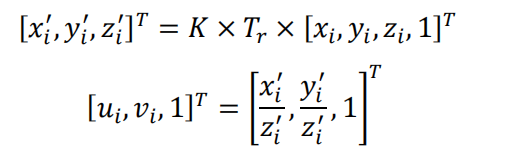 [x'ᵢ, y'ᵢ, z'ᵢ]ᵀ = K × Tᵣ × [xᵢ, yᵢ, zᵢ, 1]ᵀ
[uᵢ, vᵢ, 1]ᵀ = [x'ᵢ/z'ᵢ, y'ᵢ/z'ᵢ, 1]ᵀ